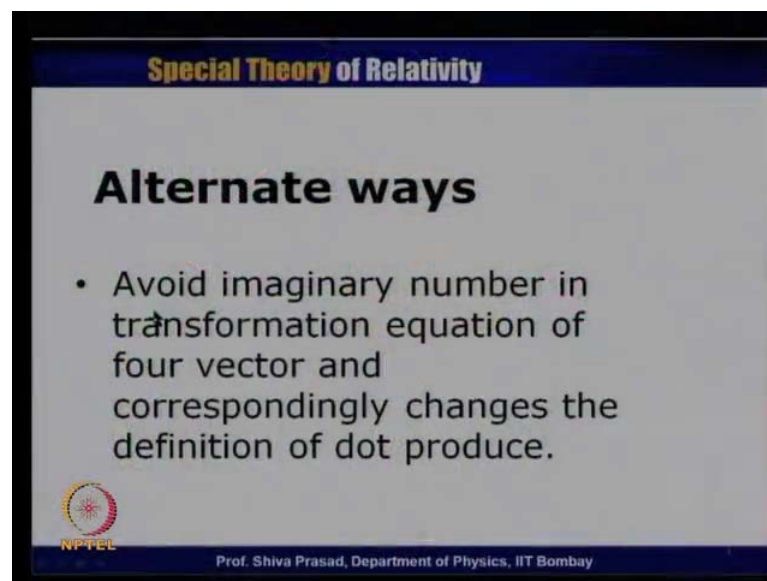 Special Theory of Relativity
Alternate ways
• Avoid imaginary number in
transformation equation of
four vector and
correspondingly changes the
definition of dot produce.
NPTEL
Prof. Shiva Prasad, Department of Physics, IIT Bombay